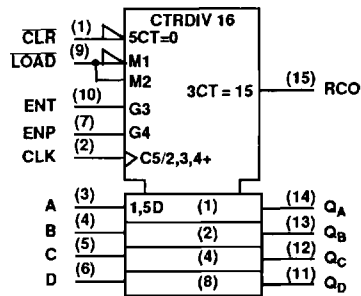 CTRDIV 16
CLR (1) 5CT=0
LOAD (9) M1
M2
3CT = 15 (15) RCO
ENT (10) G3
ENP (7) G4
CLK (2) C5/2,3,4+
A (3) 1,5D (1) (14) QA
B (4) (2) (13) QB
C (5) (4) (12) QC
D (6) (8) (11) QD